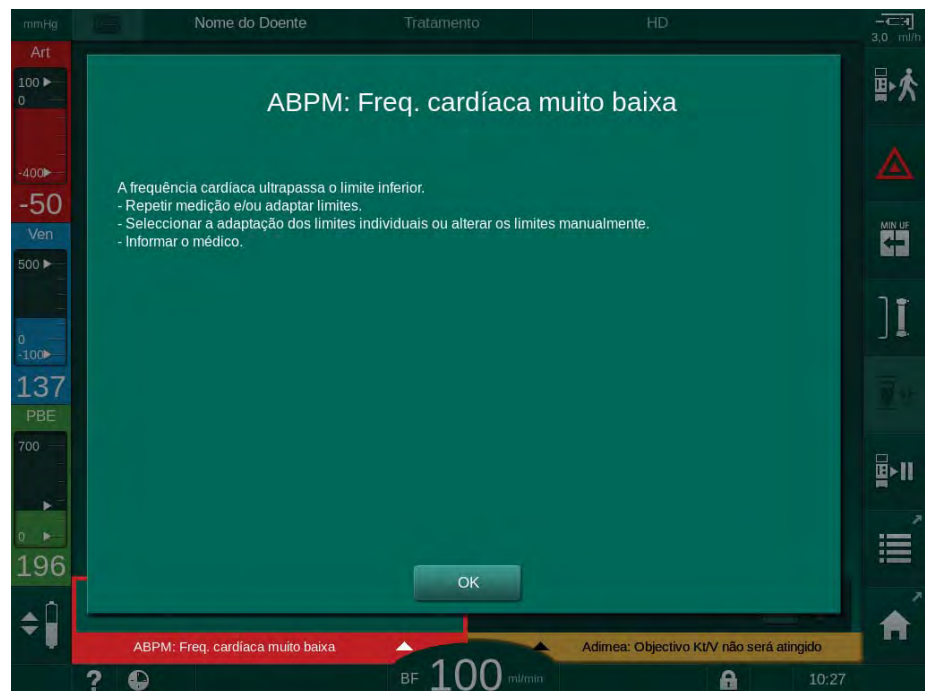 mmHg
Nome do Doente
Tratamento
HD
3,0 ml/h
Art
100
0
-400
-50
Ven
500
0
-100
137
PBE
700
0
196
ABPM: Freq. cardíaca muito baixa
A frequência cardíaca ultrapassa o limite inferior.
- Repetir medição e/ou adaptar limites.
- Seleccionar a adaptação dos limites individuais ou alterar os limites manualmente.
- Informar o médico.
OK
MIN UF
ABPM: Freq. cardíaca muito baixa
Adimea: Objectivo Kt/V não será atingido
?
BF 100 ml/min
10:27